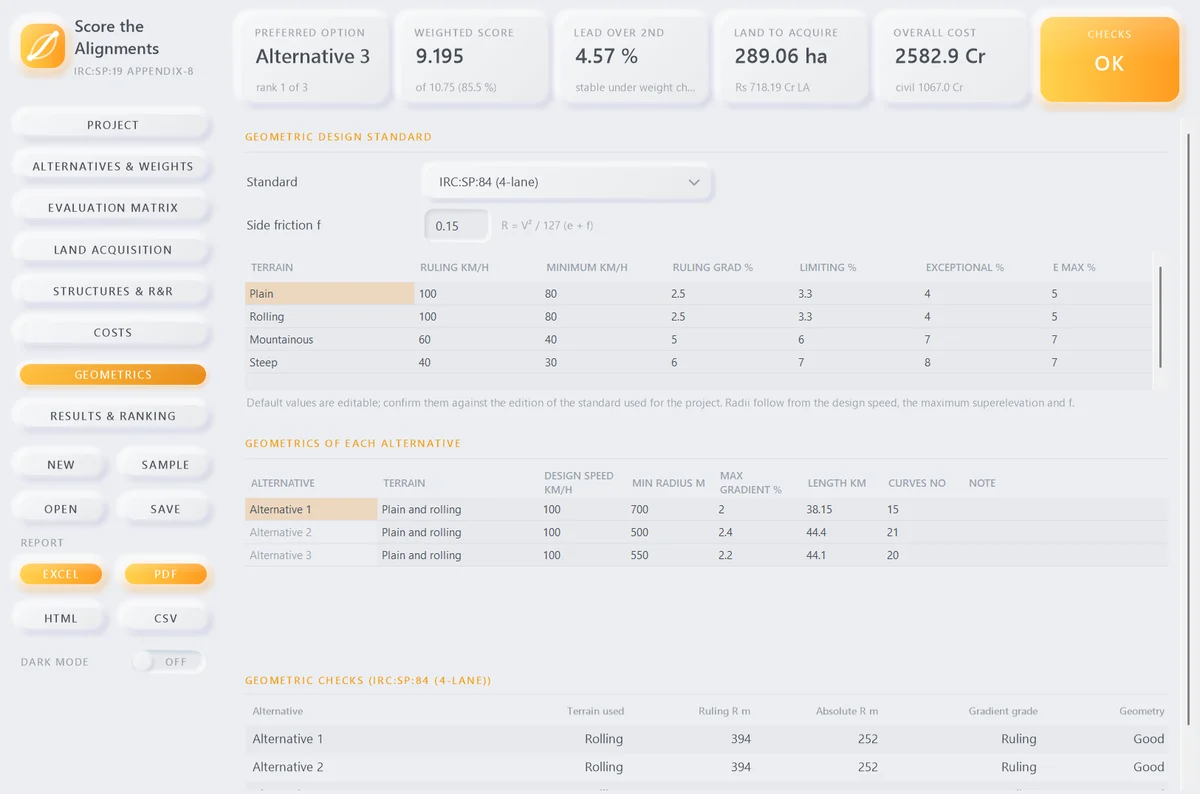 Score the
Alignments
IRC:SP:19 APPENDIX-8
PROJECT
ALTERNATIVES & WEIGHTS
EVALUATION MATRIX
LAND ACQUISITION
STRUCTURES & R&R
COSTS
GEOMETRICS
RESULTS & RANKING
NEW SAMPLE
OPEN SAVE
REPORT
EXCEL PDF
HTML CSV
DARK MODE OFF
PREFERRED OPTION
Alternative 3
rank 1 of 3
WEIGHTED SCORE
9.195
of 10.75 (85.5 %)
LEAD OVER 2ND
4.57 %
stable under weight ch...
LAND TO ACQUIRE
289.06 ha
Rs 718.19 Cr LA
OVERALL COST
2582.9 Cr
civil 1067.0 Cr
CHECKS
OK
GEOMETRIC DESIGN STANDARD
Standard IRC:SP:84 (4-lane)
Side friction f 0.15 R = V² / 127 (e + f)
TERRAIN RULING KM/H MINIMUM KM/H RULING GRAD % LIMITING % EXCEPTIONAL % E MAX %
Plain 100 80 2.5 3.3 4 5
Rolling 100 80 2.5 3.3 4 5
Mountainous 60 40 5 6 7 7
Steep 40 30 6 7 8 7
Default values are editable; confirm them against the edition of the standard used for the project. Radii follow from the design speed, the maximum superelevation and f.
GEOMETRICS OF EACH ALTERNATIVE
ALTERNATIVE TERRAIN DESIGN SPEED KM/H MIN RADIUS M MAX GRADIENT % LENGTH KM CURVES NO NOTE
Alternative 1 Plain and rolling 100 700 2 38.15 15
Alternative 2 Plain and rolling 100 500 2.4 44.4 21
Alternative 3 Plain and rolling 100 550 2.2 44.1 20
GEOMETRIC CHECKS (IRC:SP:84 (4-LANE))
Alternative Terrain used Ruling R m Absolute R m Gradient grade Geometry
Alternative 1 Rolling 394 252 Ruling Good
Alternative 2 Rolling 394 252 Ruling Good